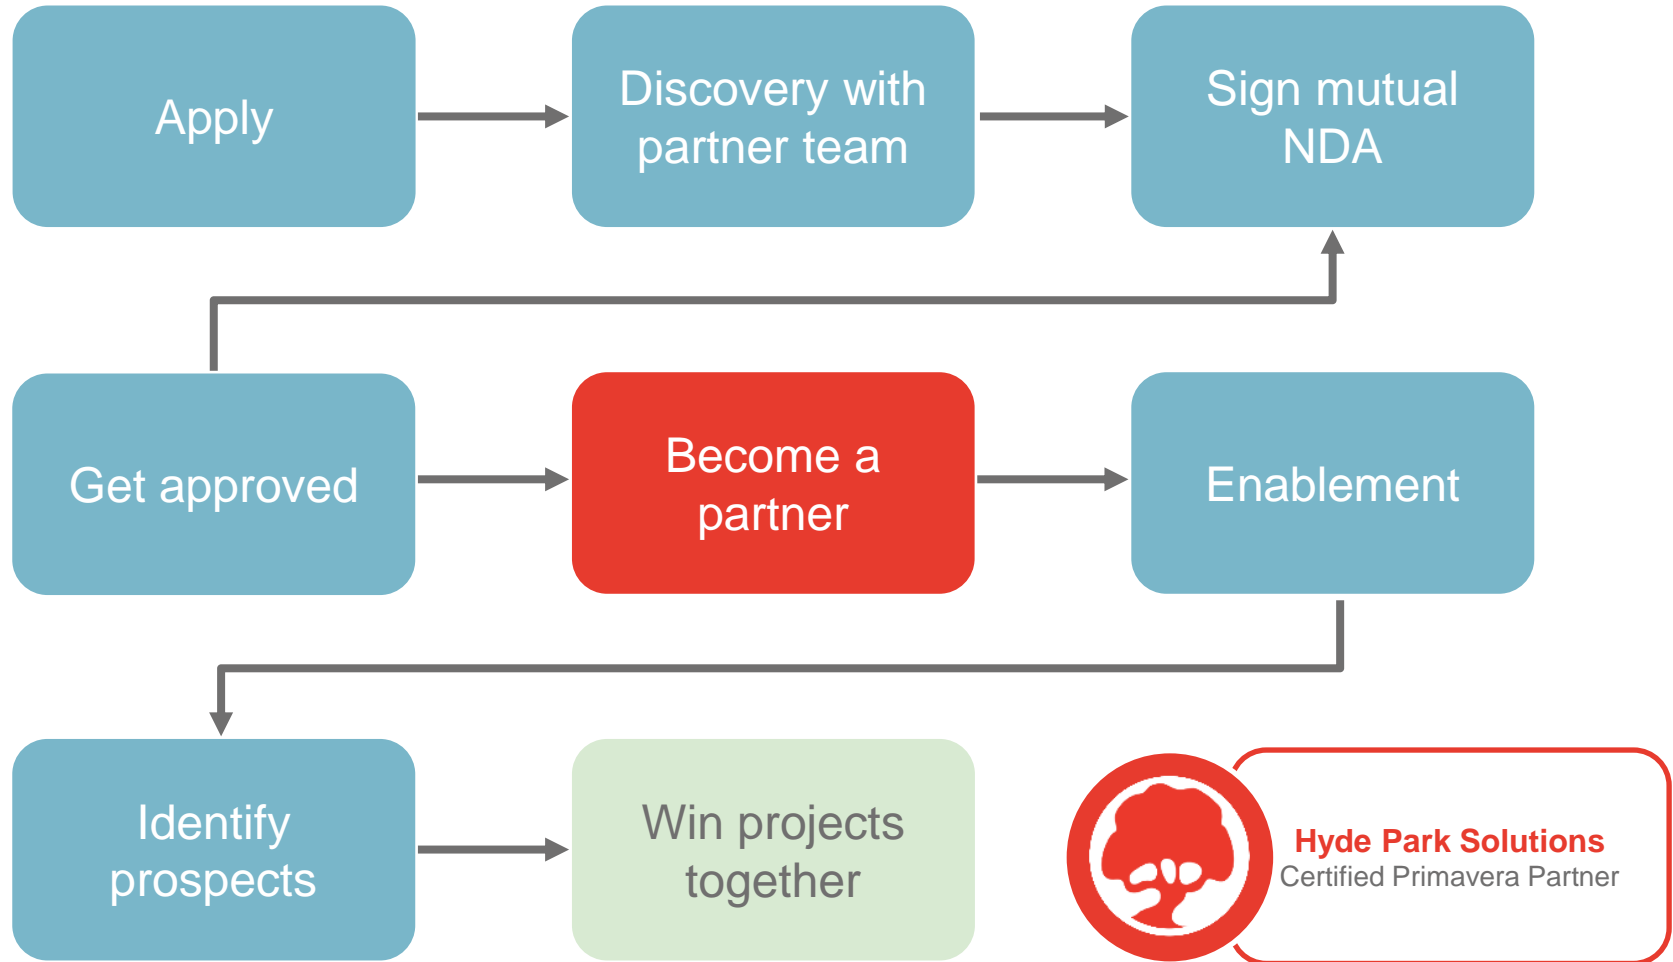 Apply
Discovery with
partner team
Sign mutual
NDA
Get approved
Become a
partner
Enablement
Identify
prospects
Win projects
together
Hyde Park Solutions
Certified Primavera Partner